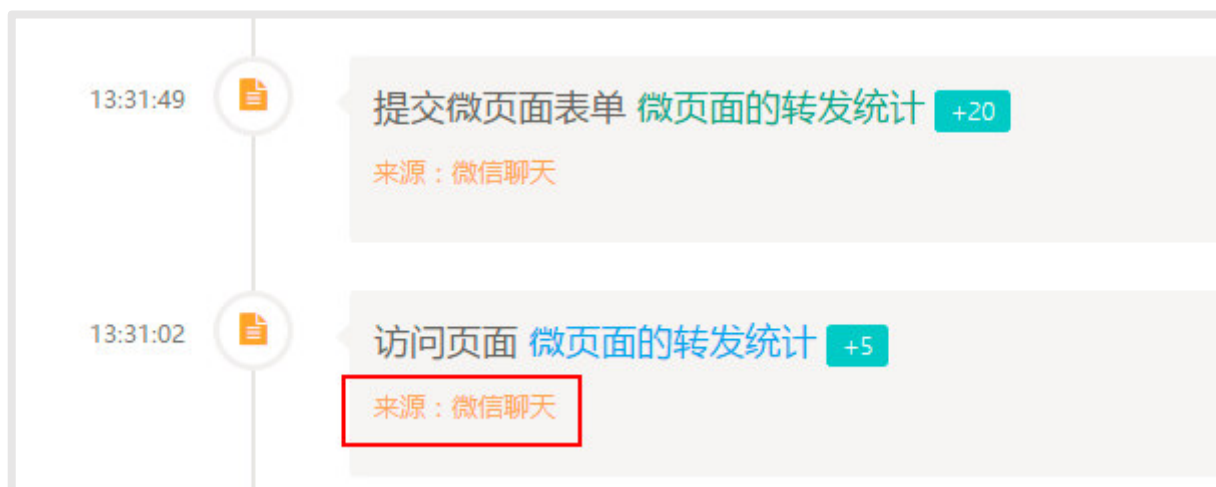 13:31:49
提交微页面表单 微页面的转发统计 +20
来源：微信聊天
13:31:02
访问页面 微页面的转发统计 +5
来源：微信聊天